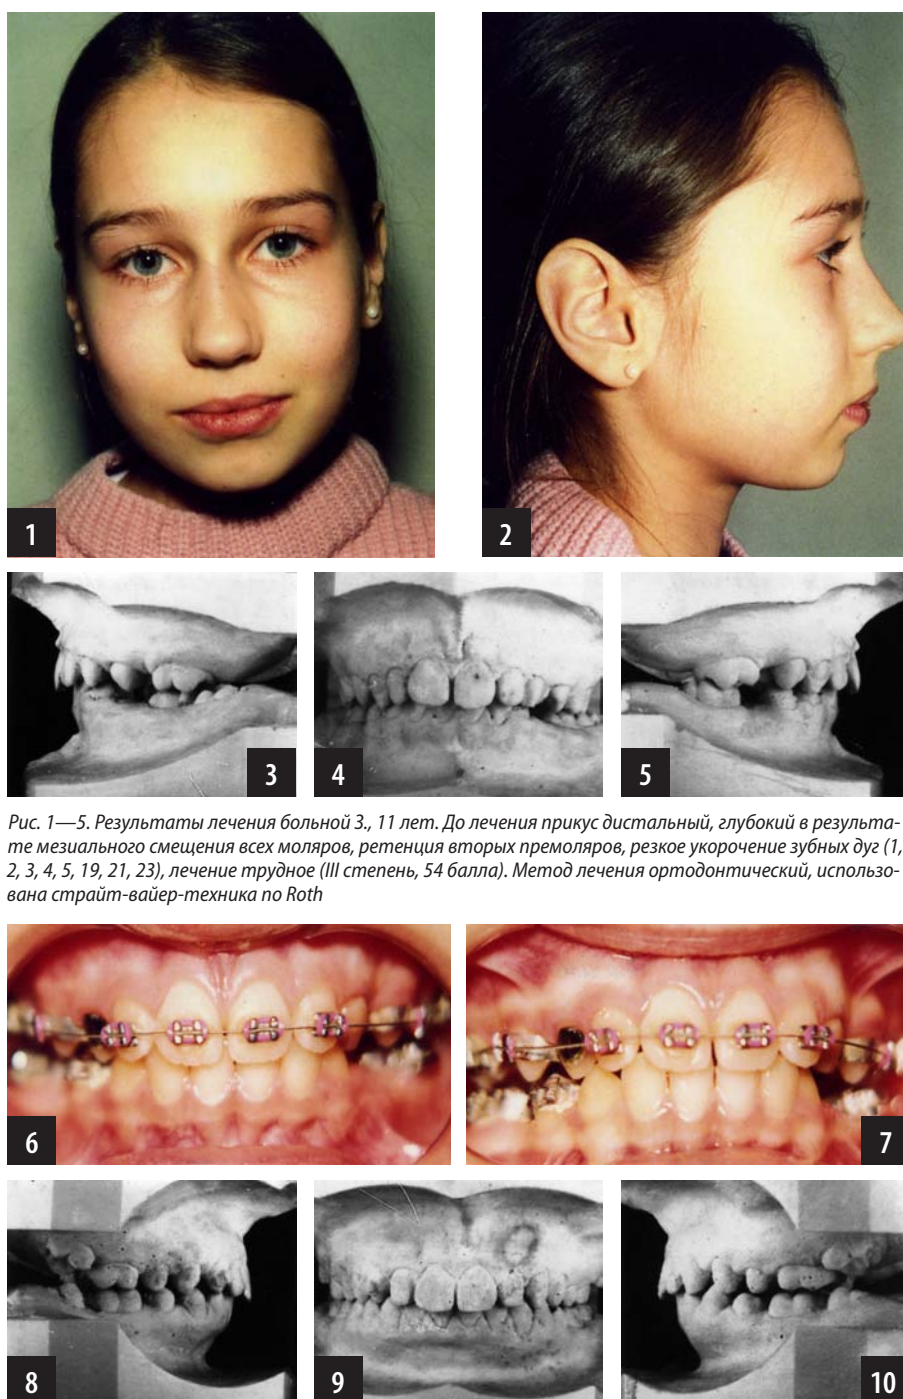 1
2
3
4
5
Рис. 1—5. Результаты лечения больной З., 11 лет. До лечения прикус дистальный, глубокий в результа-
те мезиального смещения всех моляров, ретенция вторых премоляров, резкое укорочение зубных дуг (1,
2, 3, 4, 5, 19, 21, 23), лечение трудное (III степень, 54 балла). Метод лечения ортодонтический, использо-
вана страйт-вайер-техника по Roth
6
7
8
9
10